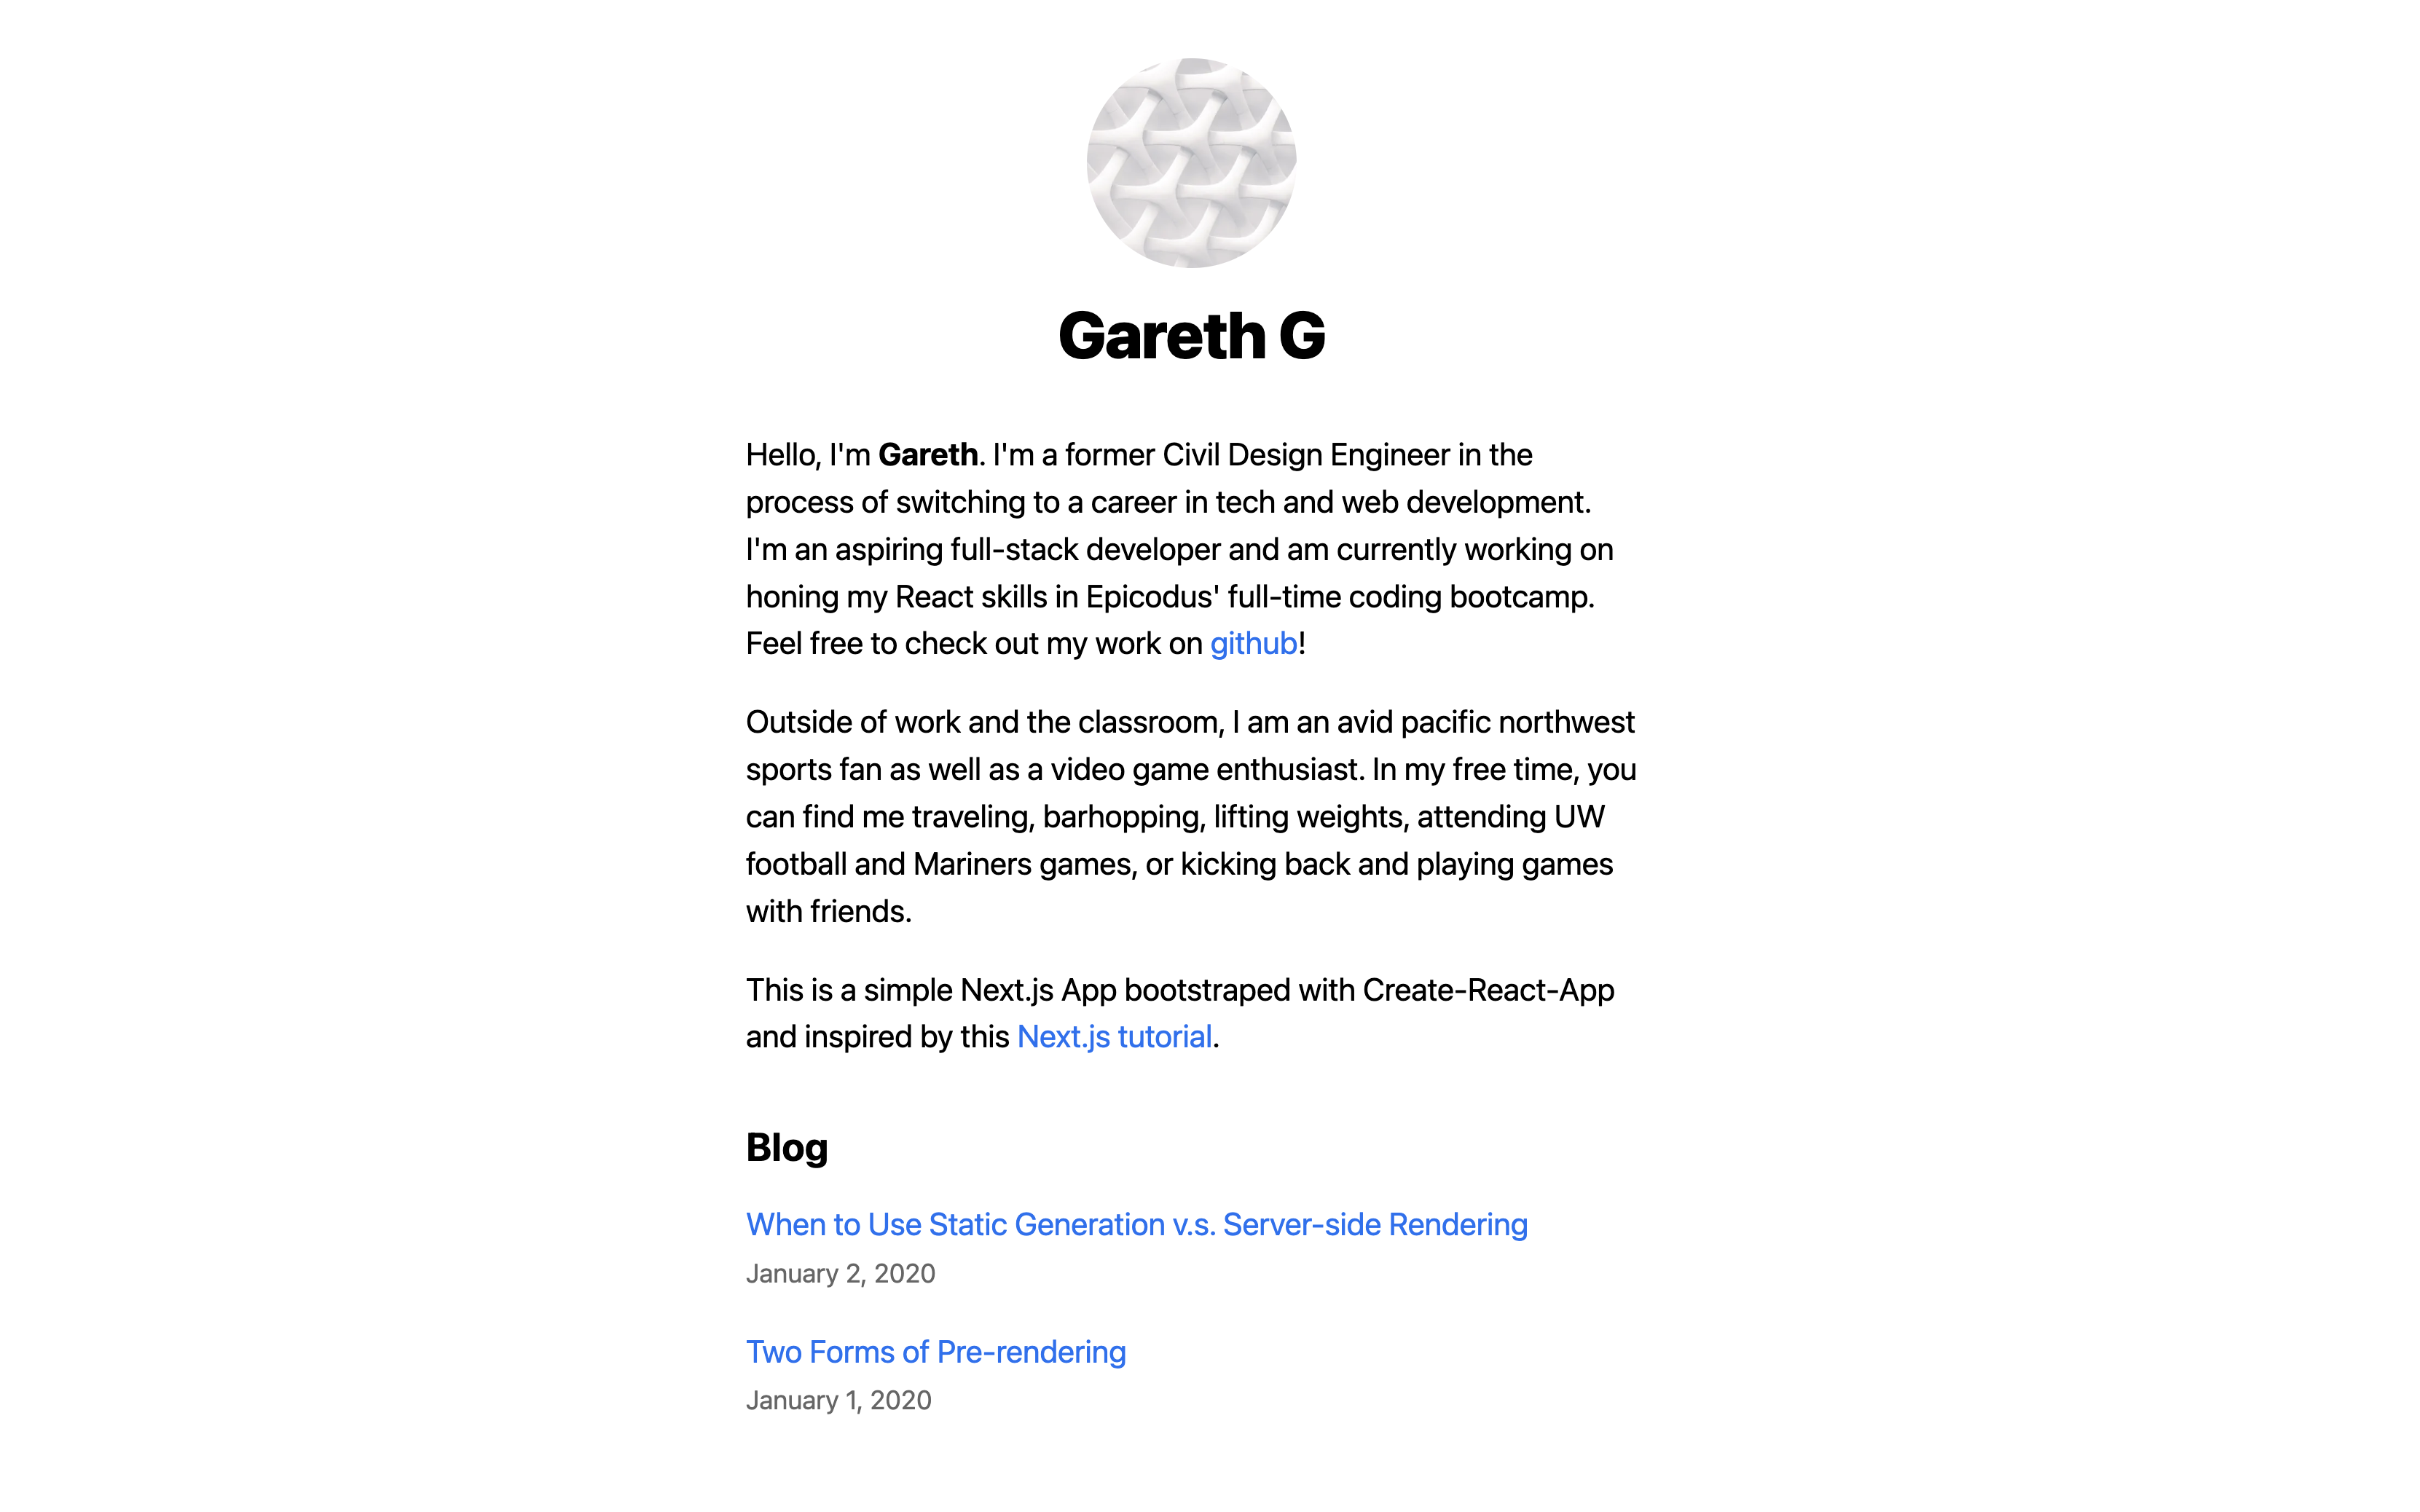 Gareth G
Hello, I'm Gareth. I'm a former Civil Design Engineer in the
process of switching to a career in tech and web development.
I'm an aspiring full-stack developer and am currently working on
honing my React skills in Epicodus' full-time coding bootcamp.
Feel free to check out my work on github!
Outside of work and the classroom, I am an avid pacific northwest
sports fan as well as a video game enthusiast. In my free time, you
can find me traveling, barhopping, lifting weights, attending UW
football and Mariners games, or kicking back and playing games
with friends.
This is a simple Next.js App bootstraped with Create-React-App
and inspired by this Next.js tutorial.
Blog
When to Use Static Generation v.s. Server-side Rendering
January 2, 2020
Two Forms of Pre-rendering
January 1, 2020